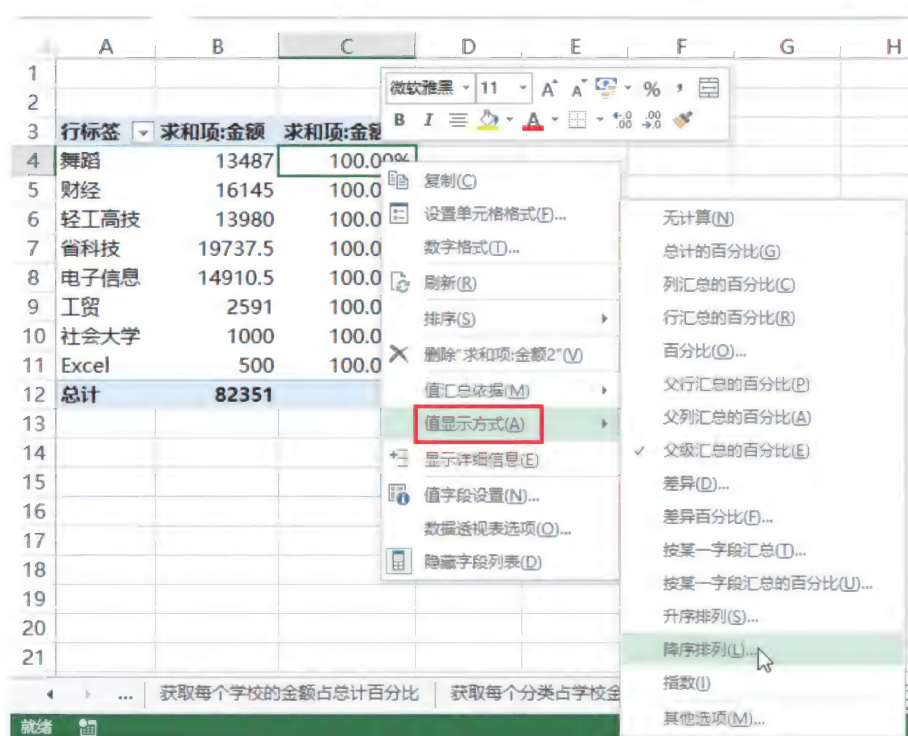 A B C D E F G H
1
微软雅黑 11 A A %
2
B I A
3 行标签 求和项:金额 求和项:金额
4 舞蹈 13487 100.00%
复制(C)
5 财经 16145 100.0
设置单元格格式(F)...
无计算(N)
6 轻工高技 13980 100.0
数字格式(T)...
总计的百分比(G)
7 省科技 19737.5 100.0
刷新(R)
列汇总的百分比(C)
8 电子信息 14910.5 100.0
排序(S)
行汇总的百分比(R)
9 工贸 2591 100.0
删除"求和项:金额2"(V)
百分比(O)...
10 社会大学 1000 100.0
值汇总依据(M)
父行汇总的百分比(P)
11 Excel 500 100.0
值显示方式(A)
父列汇总的百分比(A)
12 总计 82351
显示详细信息(E)
父级汇总的百分比(E)
13
值字段设置(N)...
差异(D)...
14
数据透视表选项(O)...
差异百分比(F)...
15
隐藏字段列表(D)
按某一字段汇总(T)...
16
按某一字段汇总的百分比(U)...
17
升序排列(S)...
18
降序排列(L)...
19
指数(I)
20
其他选项(M)...
21
... 获取每个学校的金额占总计百分比 获取每个分类占学校金
就绪